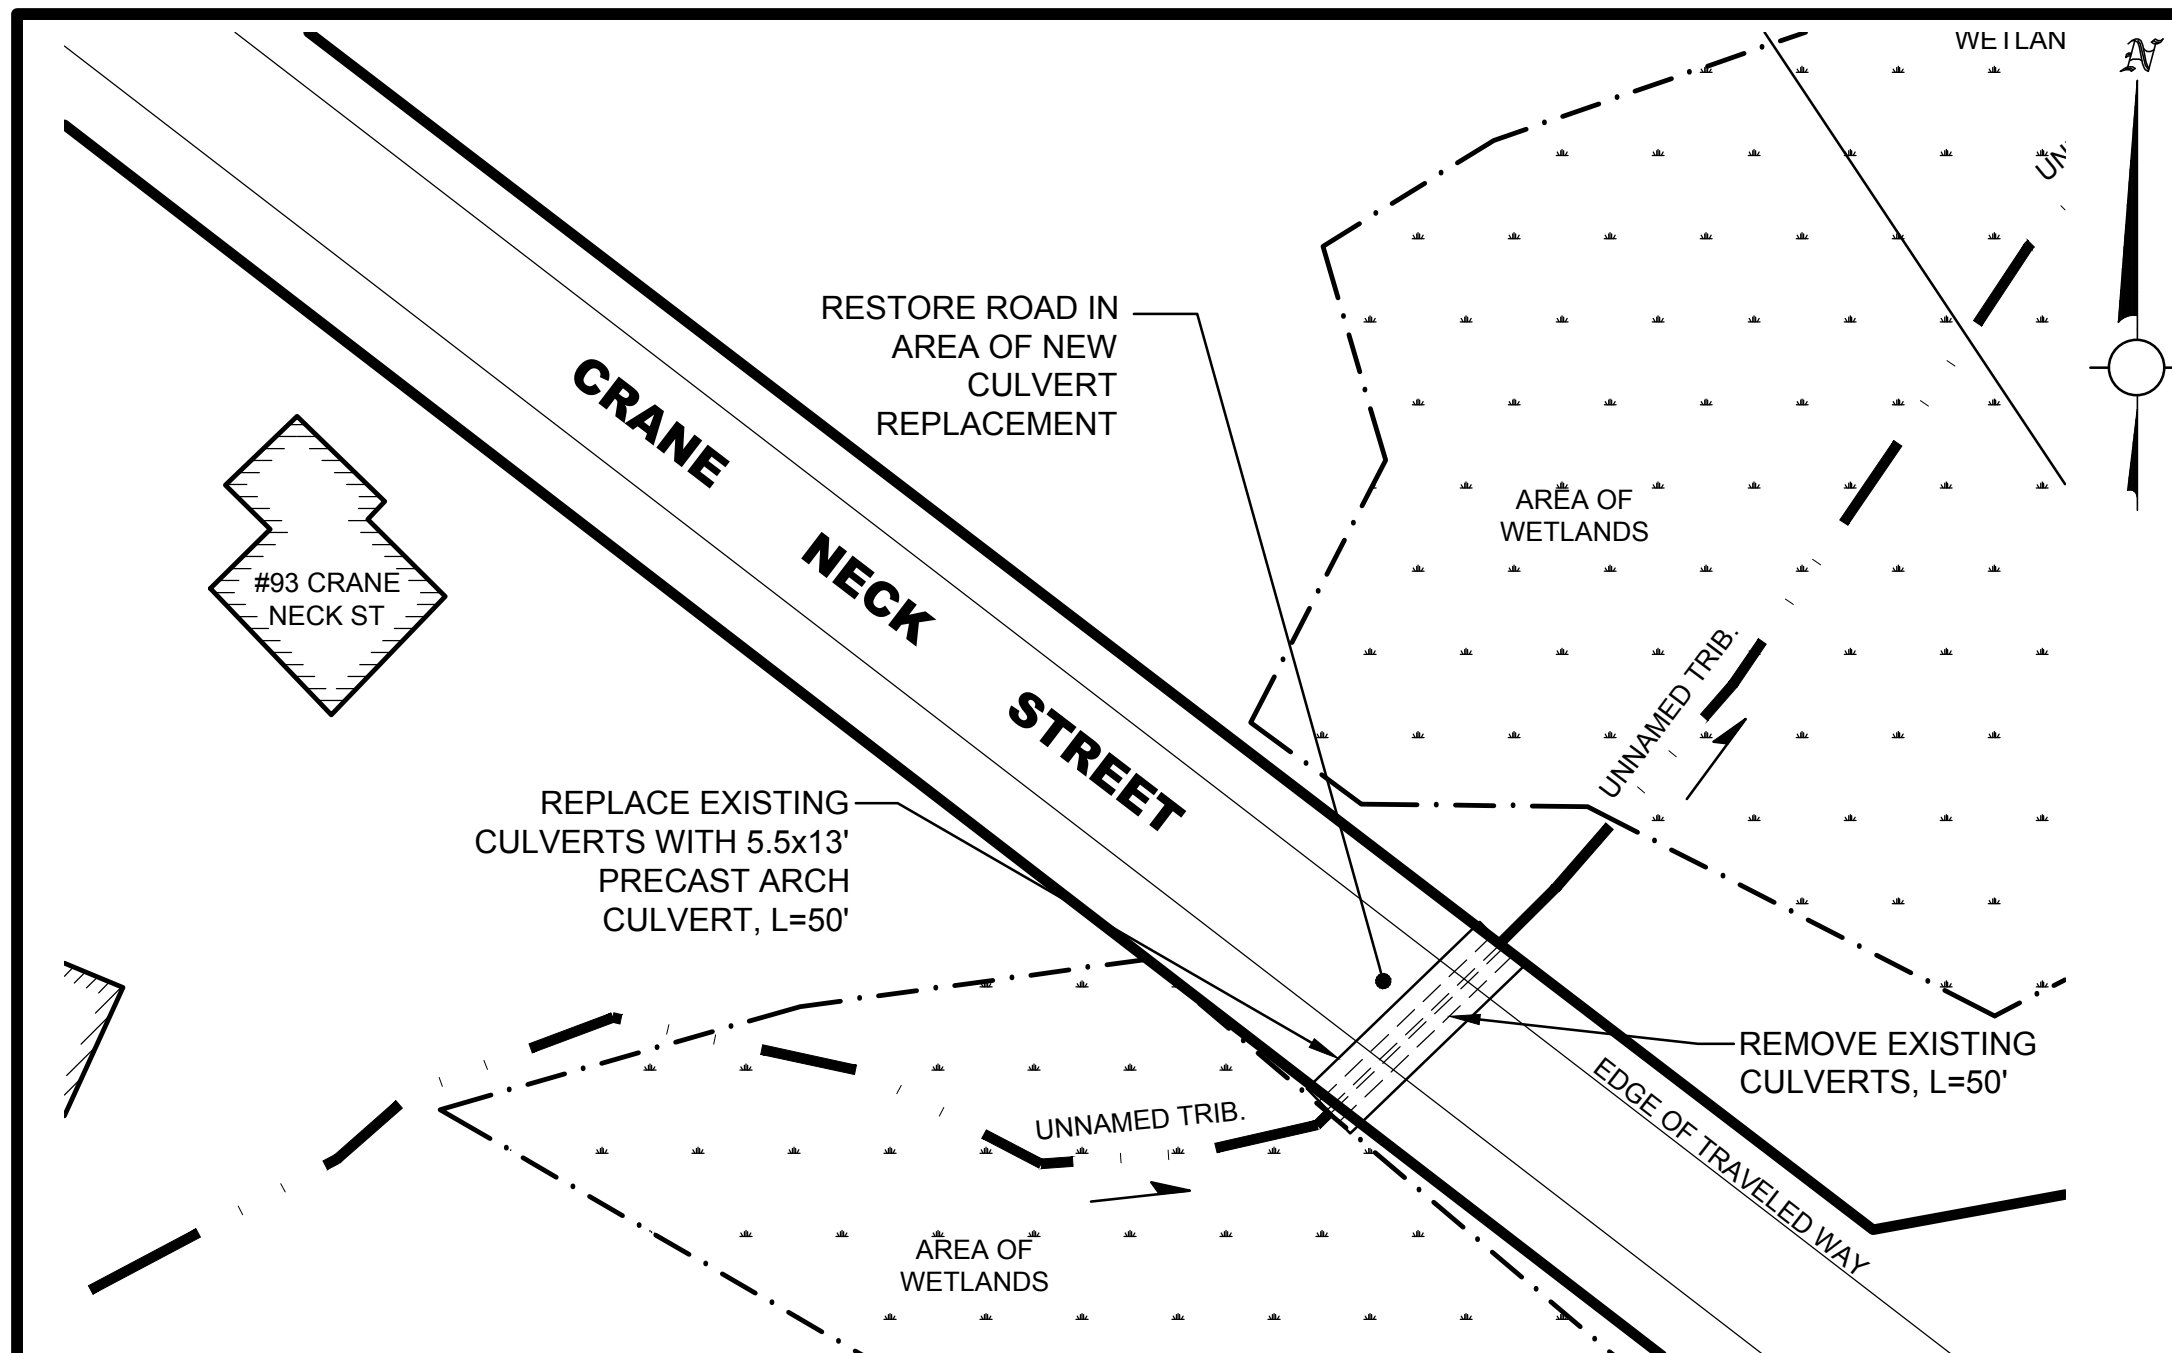 WETLAN
N
UN
RESTORE ROAD IN
AREA OF NEW
CULVERT
REPLACEMENT
CRANE NECK STREET
AREA OF
WETLANDS
#93 CRANE
NECK ST
UNNAMED TRIB.
REPLACE EXISTING
CULVERTS WITH 5.5x13'
PRECAST ARCH
CULVERT, L=50'
REMOVE EXISTING
CULVERTS, L=50'
EDGE OF TRAVELED WAY
UNNAMED TRIB.
AREA OF
WETLANDS